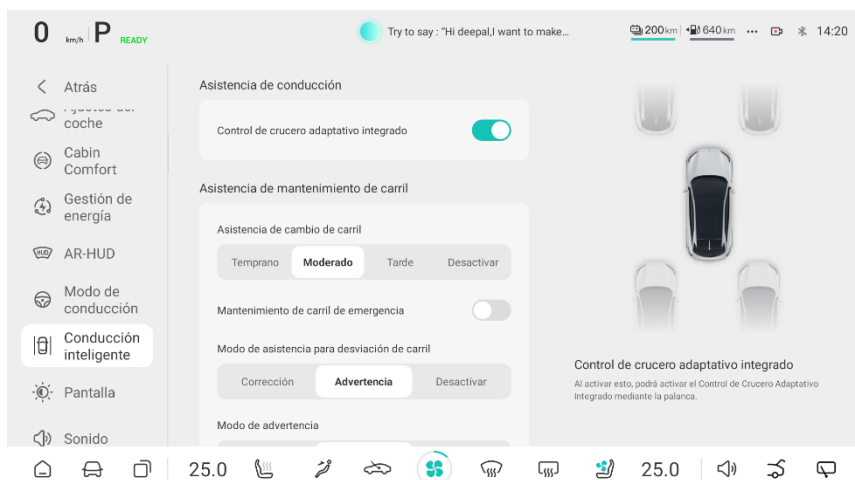 0 km/h P READY
Try to say : "Hi deepal,I want to make...
200km 640km ... 14:20
Atrás
coche
Cabin
Comfort
Gestión de
energía
HUD AR-HUD
Modo de
conducción
Conducción
inteligente
Pantalla
Sonido
Asistencia de conducción
Control de crucero adaptativo integrado
Asistencia de mantenimiento de carril
Asistencia de cambio de carril
Temprano Moderado Tarde Desactivar
Mantenimiento de carril de emergencia
Modo de asistencia para desviación de carril
Corrección Advertencia Desactivar
Modo de advertencia
Control de crucero adaptativo integrado
Al activar esto, podrá activar el Control de Crucero Adaptativo
Integrado mediante la palanca.
25.0 25.0